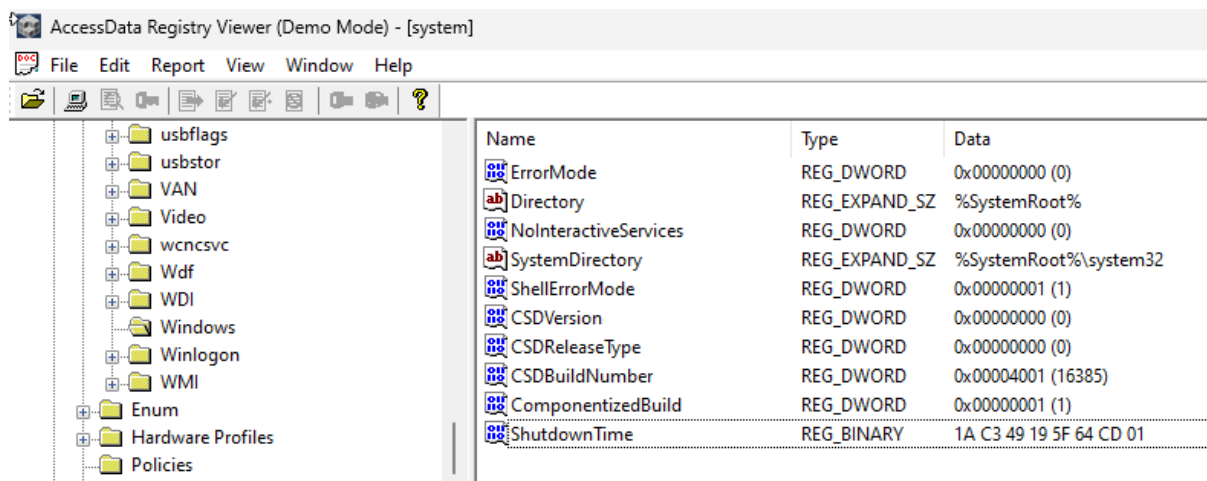 AccessData Registry Viewer (Demo Mode) - [system]
DOC File Edit Report View Window Help
usbflags
usbstor
VAN
Video
wcncsvc
Wdf
WDI
Windows
Winlogon
WMI
Enum
Hardware Profiles
Policies
Name Type Data
ErrorMode REG_DWORD 0x00000000 (0)
Directory REG_EXPAND_SZ %SystemRoot%
NoInteractiveServices REG_DWORD 0x00000000 (0)
SystemDirectory REG_EXPAND_SZ %SystemRoot%\system32
ShellErrorMode REG_DWORD 0x00000001 (1)
CSDVersion REG_DWORD 0x00000000 (0)
CSDReleaseType REG_DWORD 0x00000000 (0)
CSDBuildNumber REG_DWORD 0x00004001 (16385)
ComponentizedBuild REG_DWORD 0x00000001 (1)
ShutdownTime REG_BINARY 1A C3 49 19 5F 64 CD 01